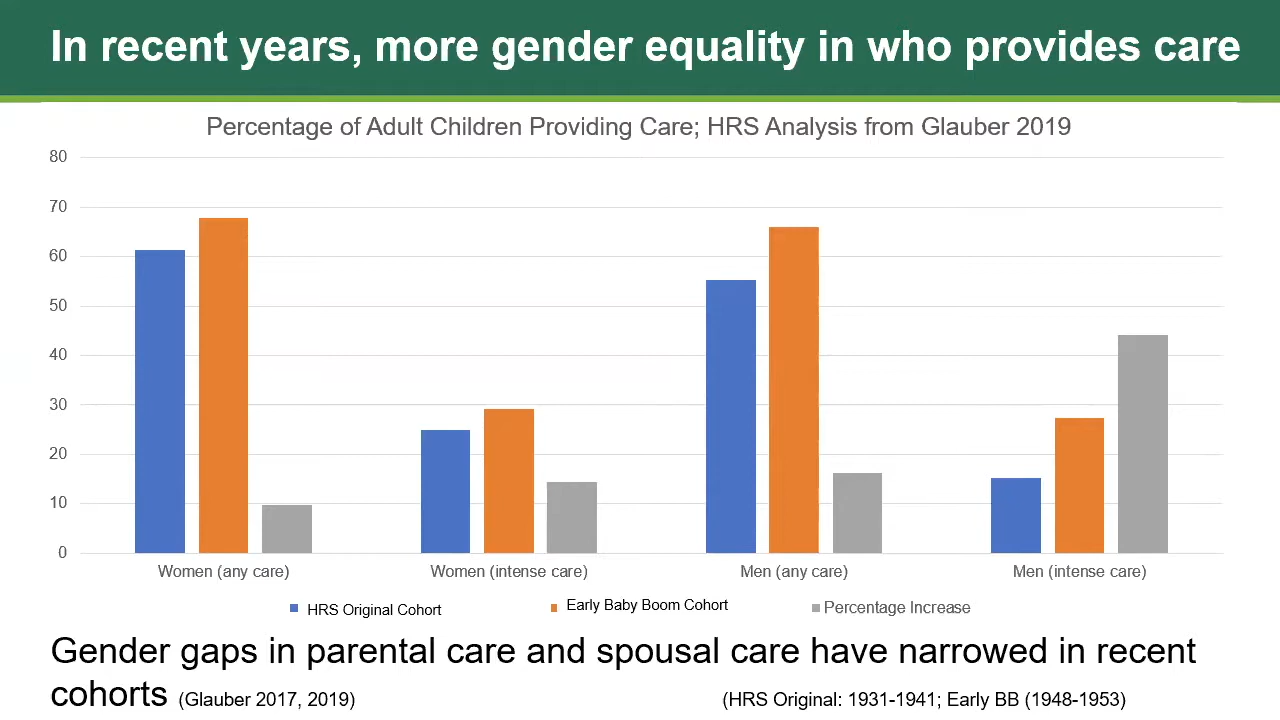 In recent years, more gender equality in who provides care
Percentage of Adult Children Providing Care; HRS Analysis from Glauber 2019
80
70
60
50
40
30
20
10
0
Women (any care) Women (intense care) Men (any care) Men (intense care)
HRS Original Cohort Early Baby Boom Cohort Percentage Increase
Gender gaps in parental care and spousal care have narrowed in recent
cohorts (Glauber 2017, 2019) (HRS Original: 1931-1941; Early BB (1948-1953)